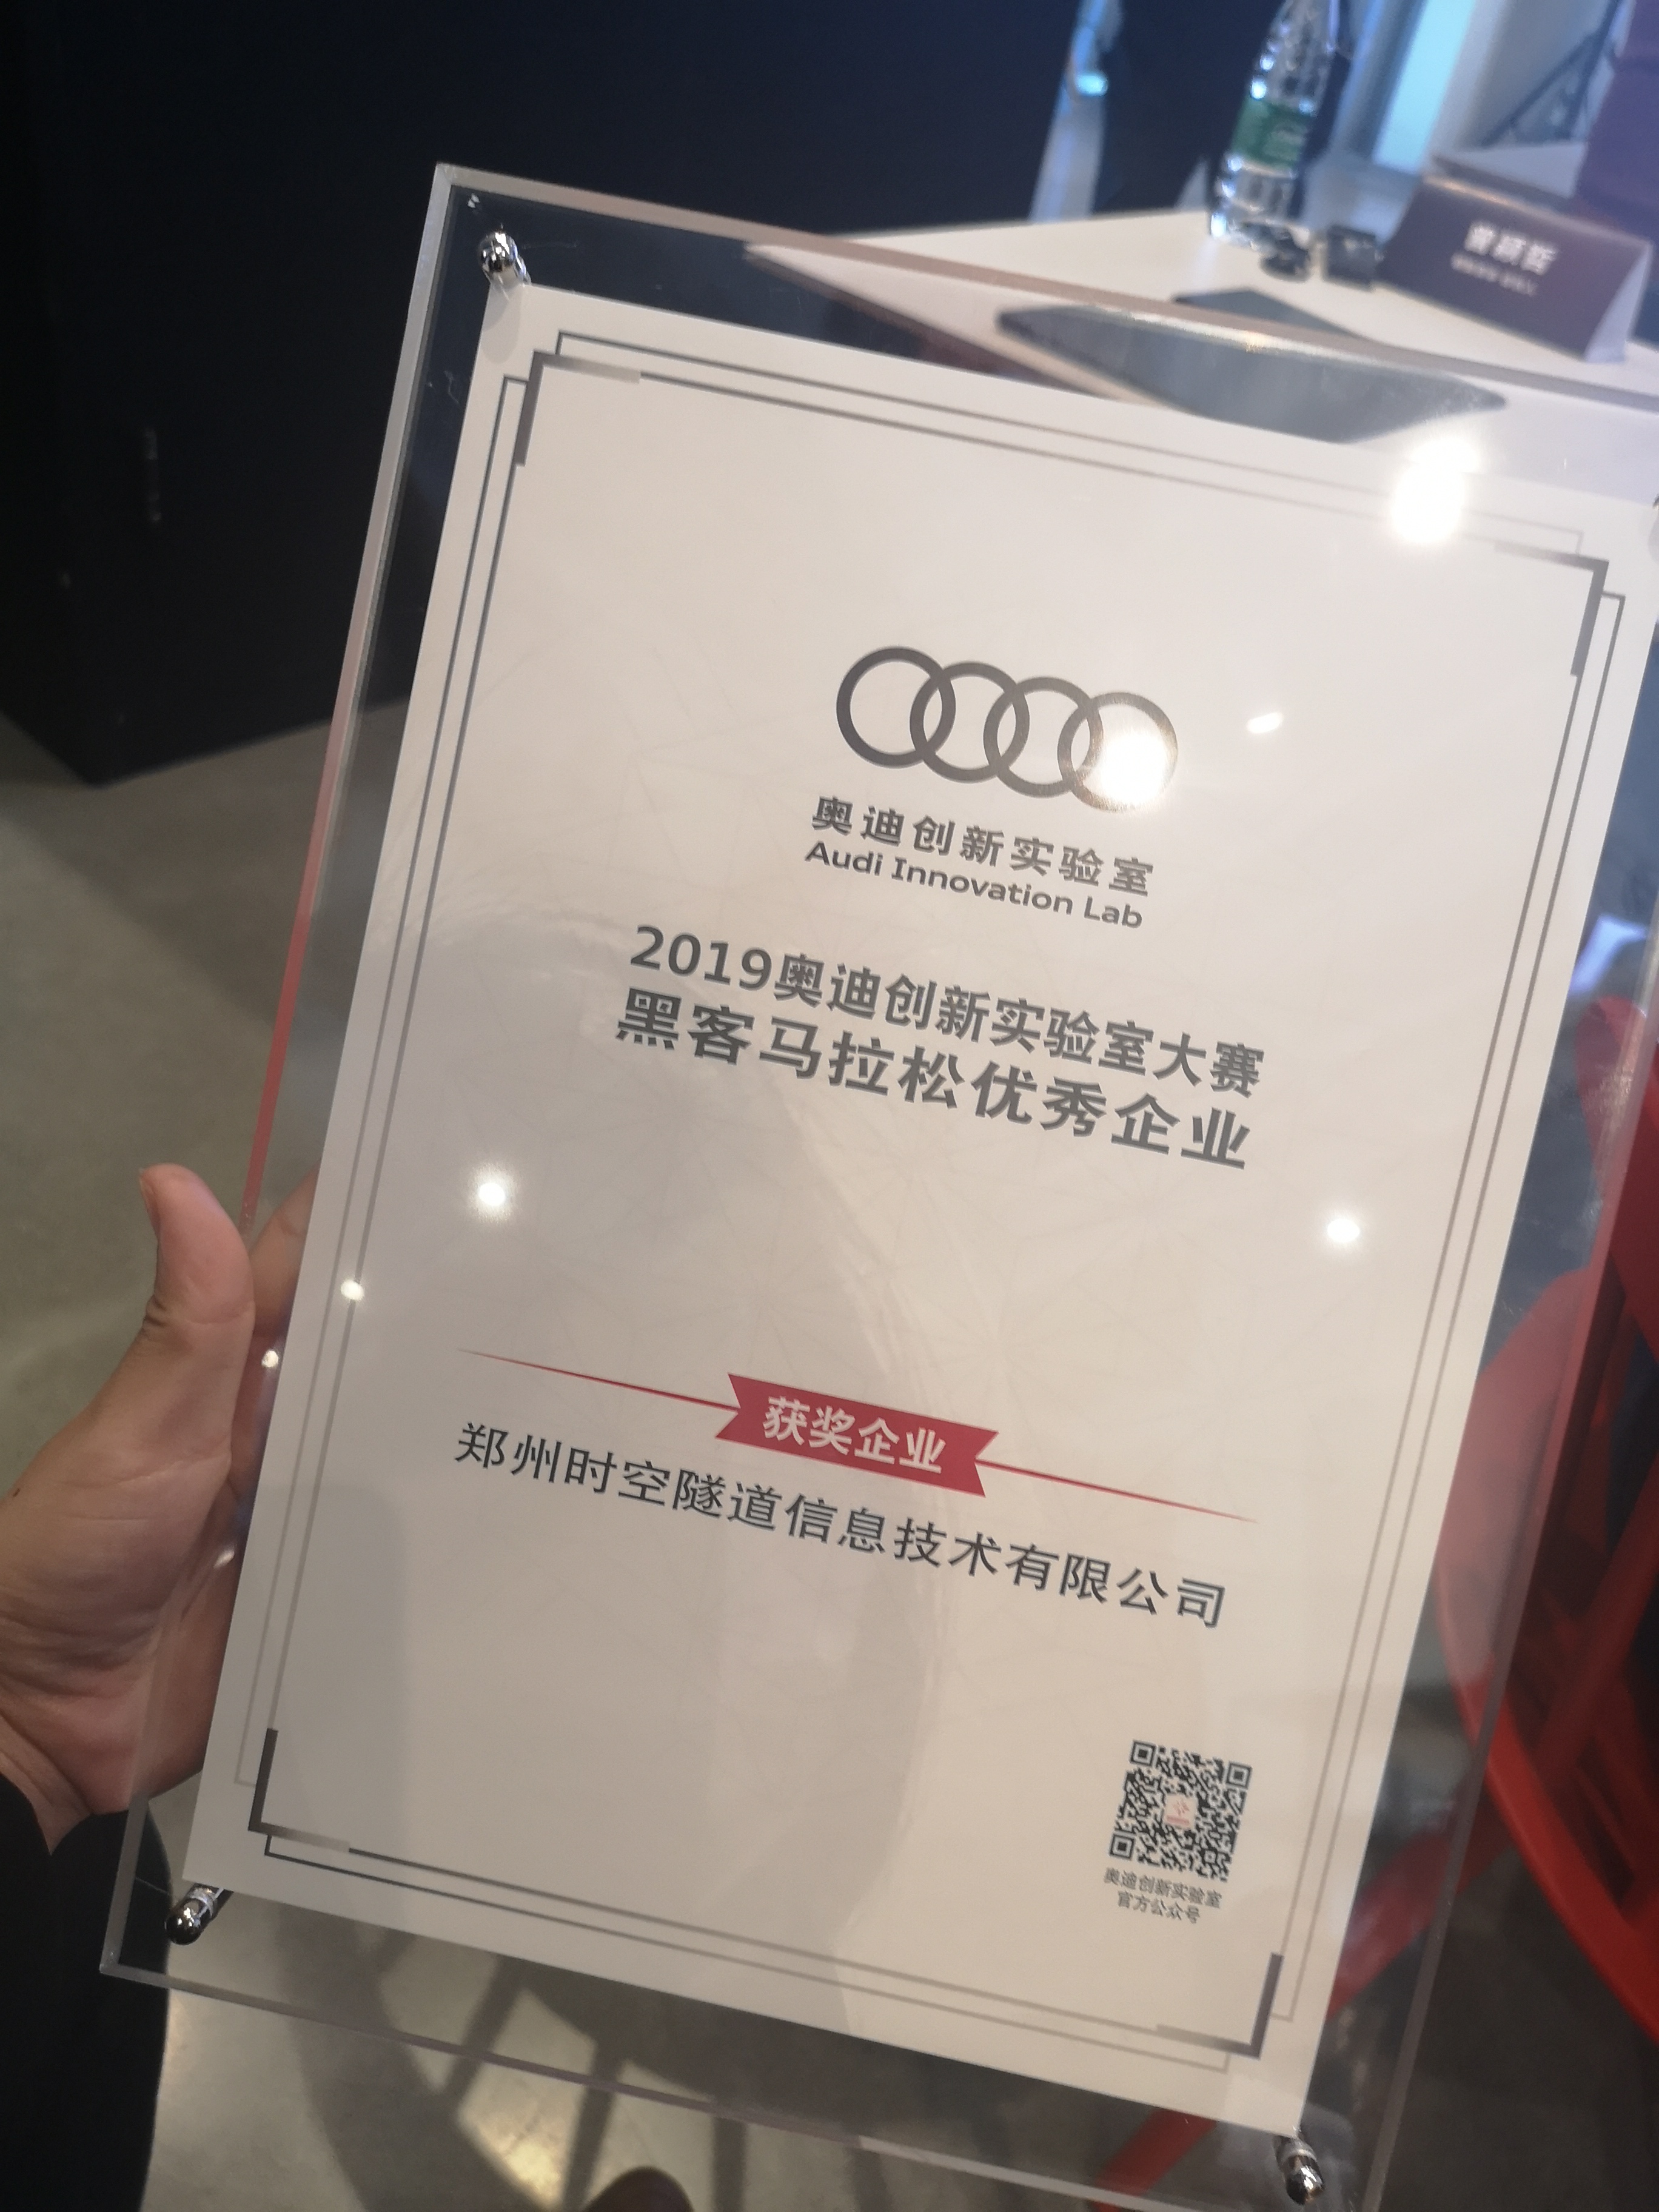 奥迪创新实验室
Audi Innovation Lab
2019奥迪创新实验室大赛
黑客马拉松优秀企业
获奖企业
郑州时空隧道信息技术有限公司
奥迪创新实验室
官方公众号